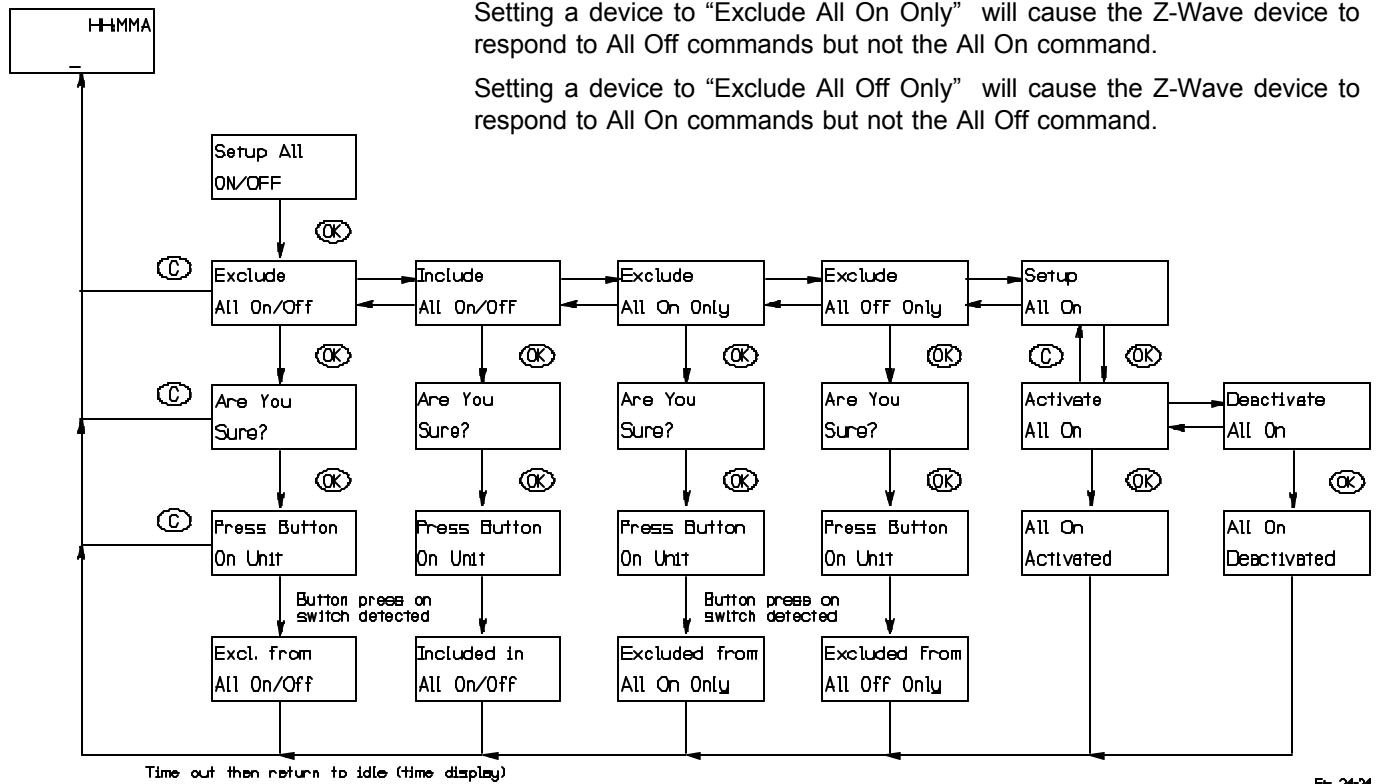 HH:MMA
Setting a device to “Exclude All On Only” will cause the Z-Wave device to
respond to All Off commands but not the All On command.
Setting a device to “Exclude All Off Only” will cause the Z-Wave device to
respond to All On commands but not the All Off command.
Setup All
ON/OFF
OK
C
Exclude
All On/Off
Include
All On/Off
Exclude
All On Only
Exclude
All Off Only
Setup
All On
OK
OK
OK
OK
C
OK
C
Are You
Sure?
Are You
Sure?
Are You
Sure?
Are You
Sure?
Activate
All On
Deactivate
All On
OK
OK
OK
OK
OK
OK
C
Press Button
On Unit
Press Button
On Unit
Press Button
On Unit
Press Button
On Unit
All On
Activated
All On
Deactivated
Button press on
switch detected
Button press on
switch detected
Excl. from
All On/Off
Included in
All On/Off
Excluded from
All On Only
Excluded From
All Off Only
Time out then return to idle (time display)